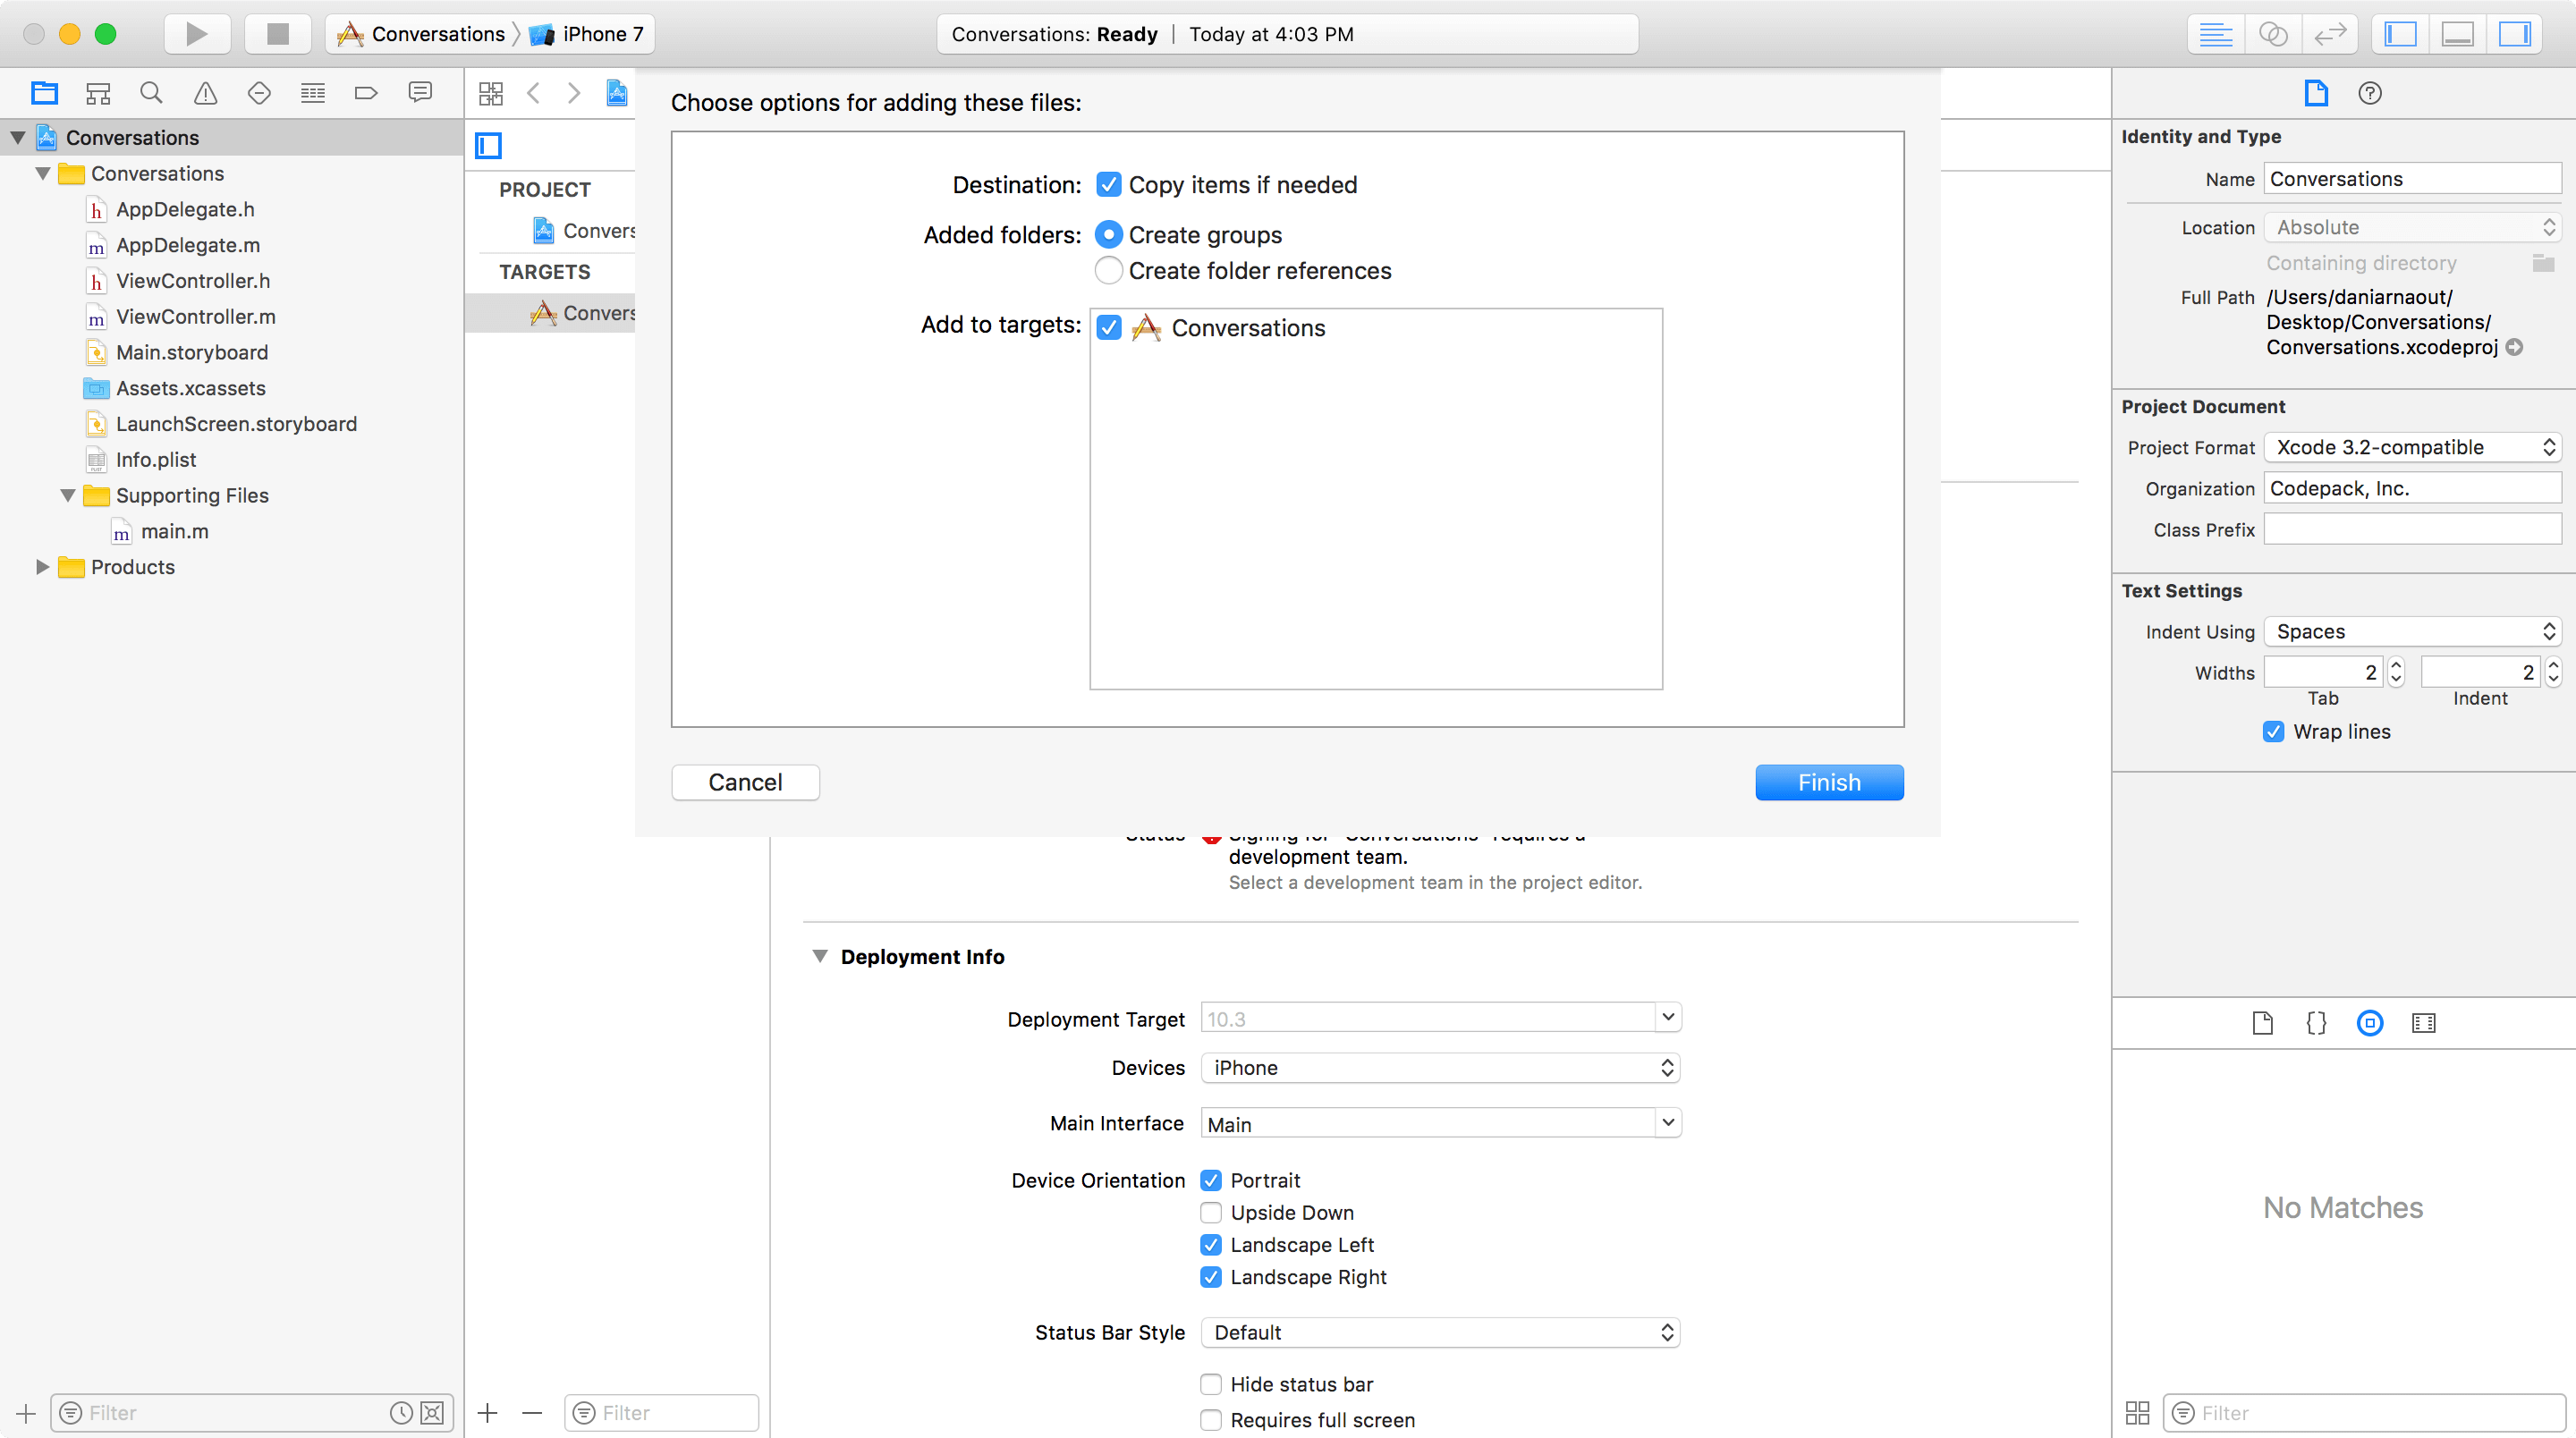 Conversations
iPhone 7
Conversations: Ready | Today at 4:03 PM
Conversations
Conversations
h AppDelegate.h
m AppDelegate.m
h ViewController.h
m ViewController.m
Main.storyboard
Assets.xcassets
LaunchScreen.storyboard
Info.plist
Supporting Files
m main.m
Products
Filter
PROJECT
Convers
TARGETS
Convers
Filter
Choose options for adding these files:
Destination: Copy items if needed
Added folders: Create groups
Create folder references
Add to targets: Conversations
Cancel
Finish
Status Signing for "Conversations" requires a
development team.
Select a development team in the project editor.
Deployment Info
Deployment Target 10.3
Devices iPhone
Main Interface Main
Device Orientation Portrait
Upside Down
Landscape Left
Landscape Right
Status Bar Style Default
Hide status bar
Requires full screen
Identity and Type
Name Conversations
Location Absolute
Containing directory
Full Path /Users/daniarnaout/
Desktop/Conversations/
Conversations.xcodeproj
Project Document
Project Format Xcode 3.2-compatible
Organization Codepack, Inc.
Class Prefix
Text Settings
Indent Using Spaces
Widths 2 2
Tab Indent
Wrap lines
{}
No Matches
Filter